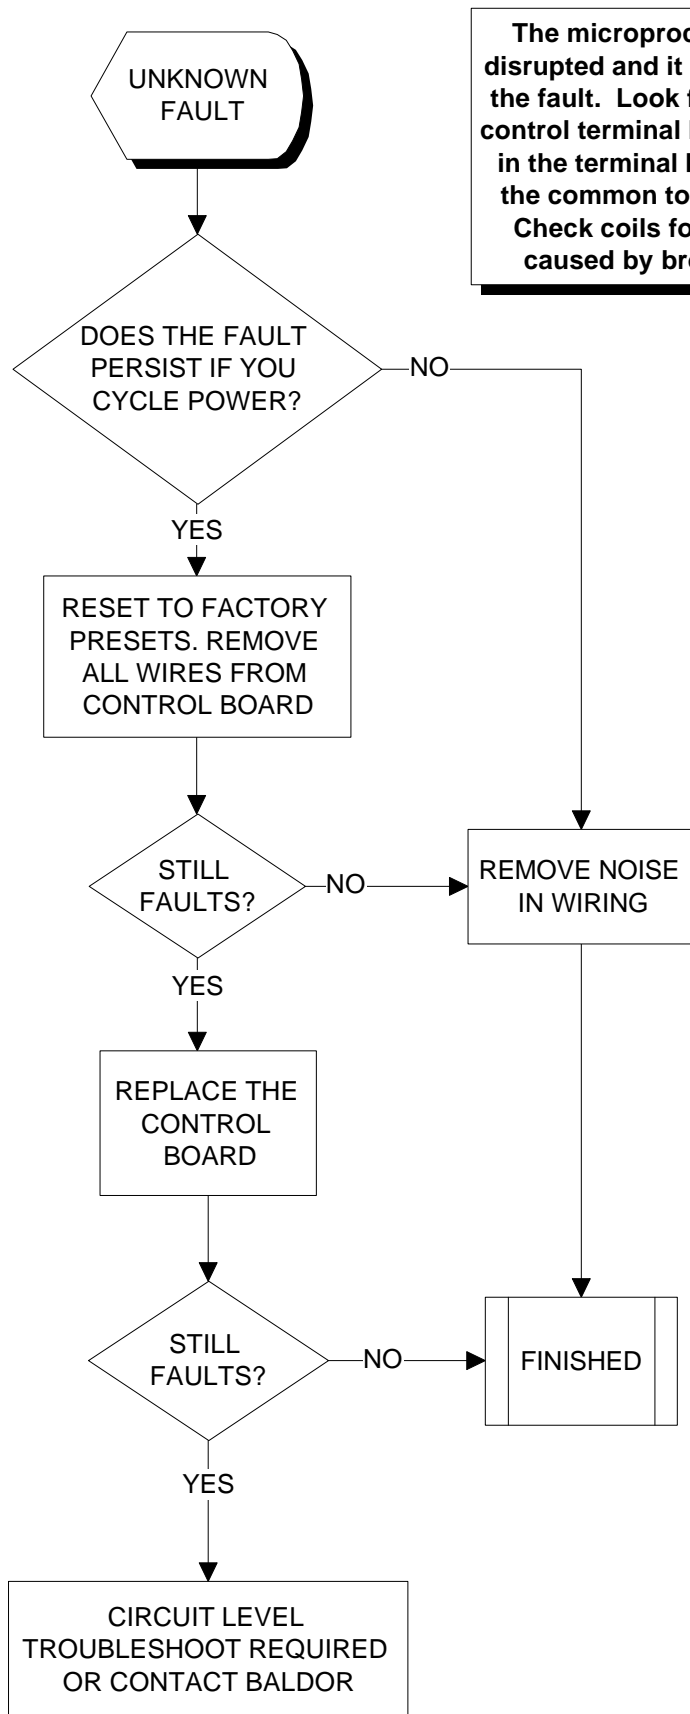 UNKNOWN
FAULT
The microproc
disrupted and it
the fault. Look f
control terminal
in the terminal
the common to
Check coils fo
caused by bre
DOES THE FAULT
PERSIST IF YOU
CYCLE POWER?
NO
YES
RESET TO FACTORY
PRESETS. REMOVE
ALL WIRES FROM
CONTROL BOARD
STILL
FAULTS?
NO
REMOVE NOISE
IN WIRING
YES
REPLACE THE
CONTROL
BOARD
STILL
FAULTS?
NO
FINISHED
YES
CIRCUIT LEVEL
TROUBLESHOOT REQUIRED
OR CONTACT BALDOR